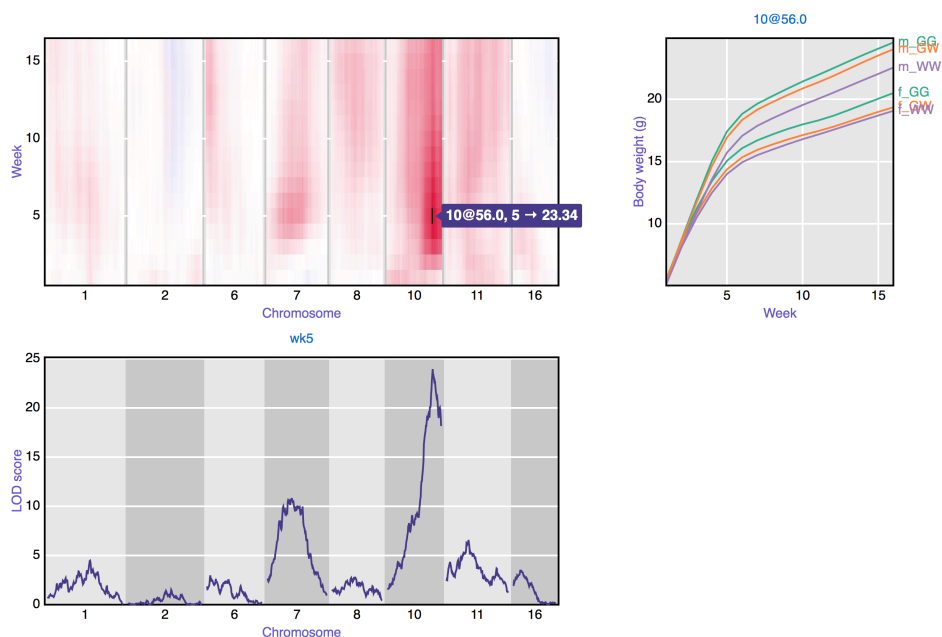 10@56.0
Week
15
10
5
10@56.0, 5 → 23.34
1 2 6 7 8 10 11 16
Chromosome
Body weight (g)
20
15
10
m_GG
m_GW
m_WW
f_GG
f_GW
f_WW
5 10 15
Week
wk5
LOD score
25
20
15
10
5
0
1 2 6 7 8 10 11 16
Chromosome